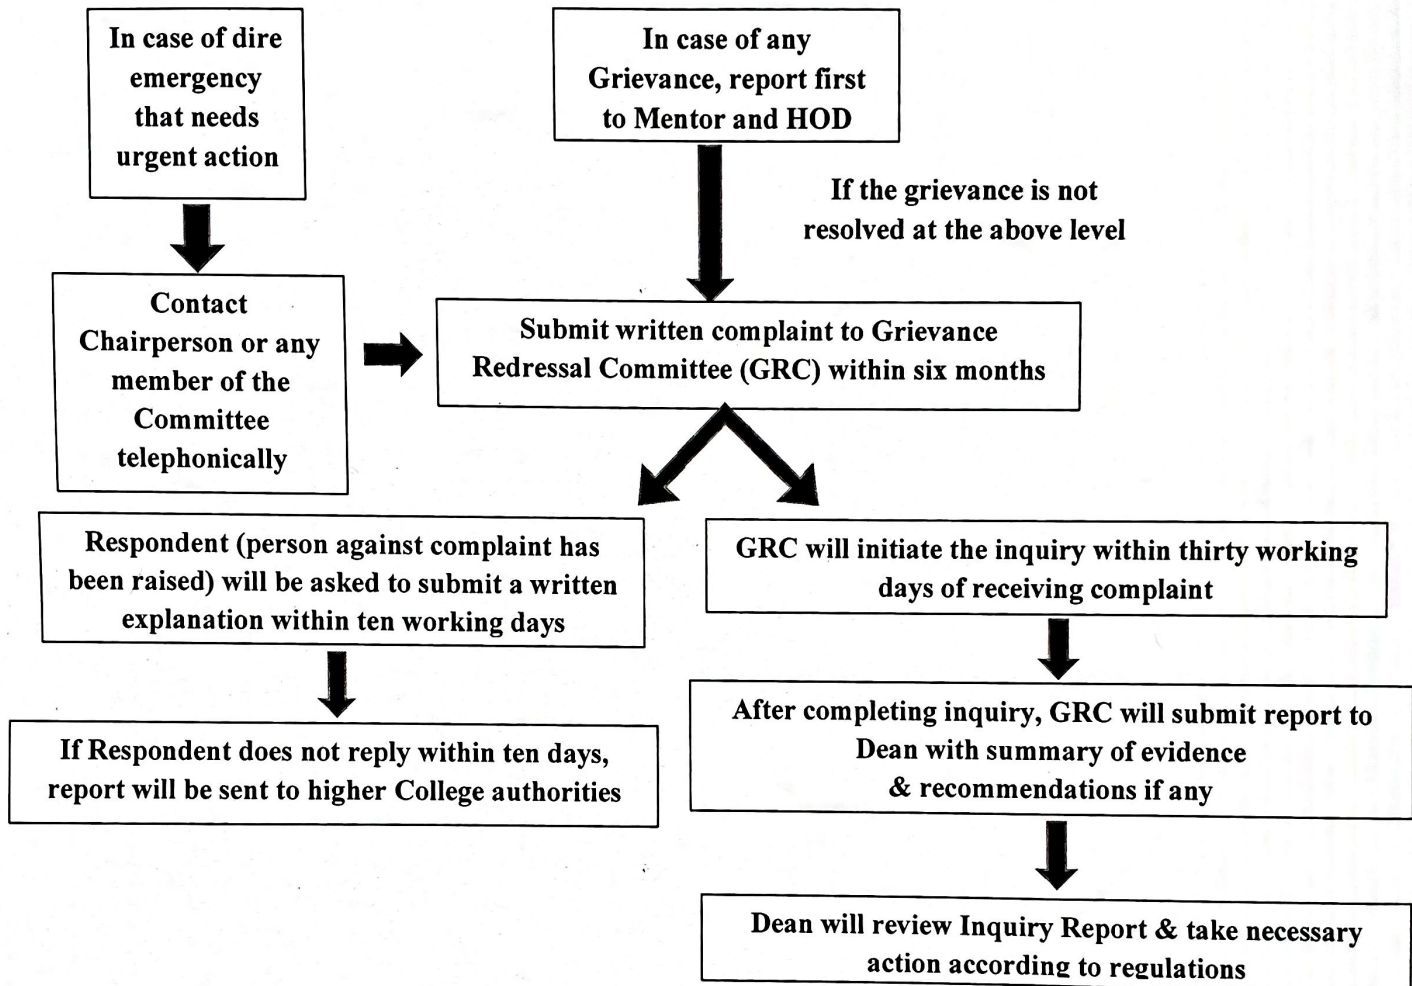 In case of dire
emergency
that needs
urgent action
In case of any
Grievance, report first
to Mentor and HOD
If the grievance is not
resolved at the above level
Contact
Chairperson or any
member of the
Committee
telephonically
Submit written complaint to Grievance
Redressal Committee (GRC) within six months
Respondent (person against complaint has
been raised) will be asked to submit a written
explanation within ten working days
GRC will initiate the inquiry within thirty working
days of receiving complaint
If Respondent does not reply within ten days,
report will be sent to higher College authorities
After completing inquiry, GRC will submit report to
Dean with summary of evidence
& recommendations if any
Dean will review Inquiry Report & take necessary
action according to regulations